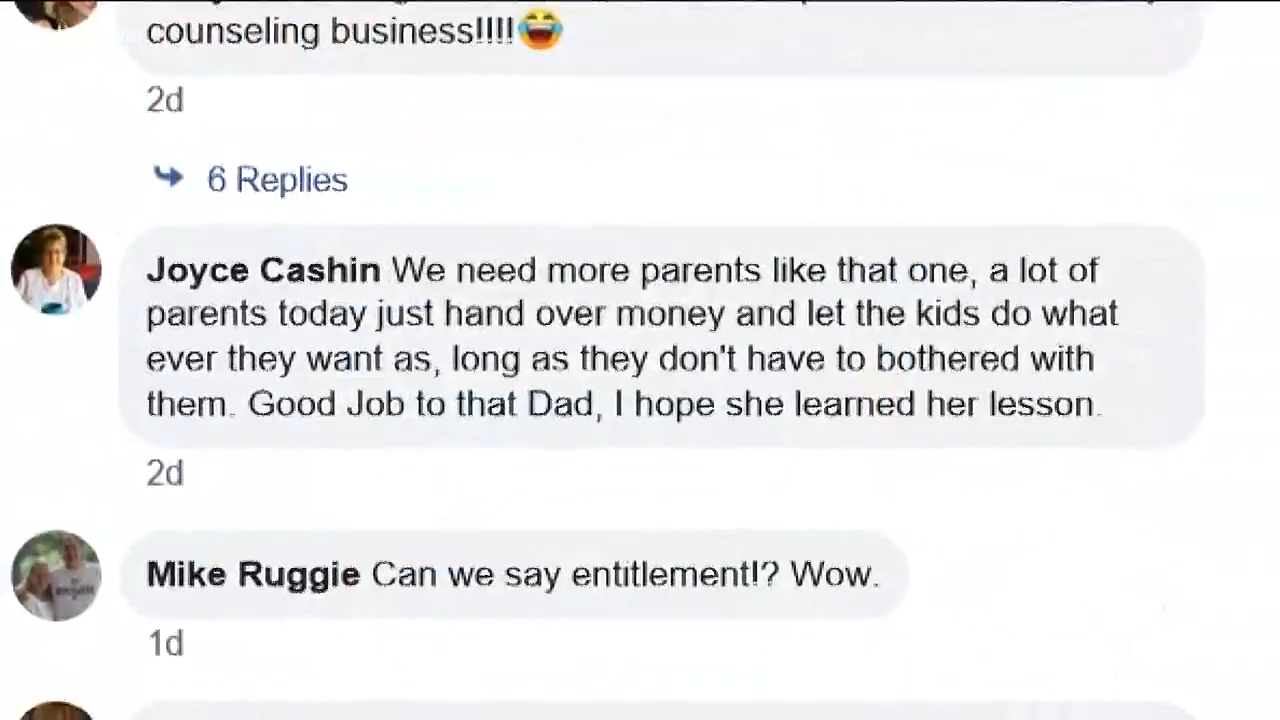 counseling business!!!!😂
2d
6 Replies
Joyce Cashin We need more parents like that one, a lot of
parents today just hand over money and let the kids do what
ever they want as, long as they don't have to bothered with
them. Good Job to that Dad, I hope she learned her lesson.
2d
Mike Ruggie Can we say entitlement!? Wow.
1d